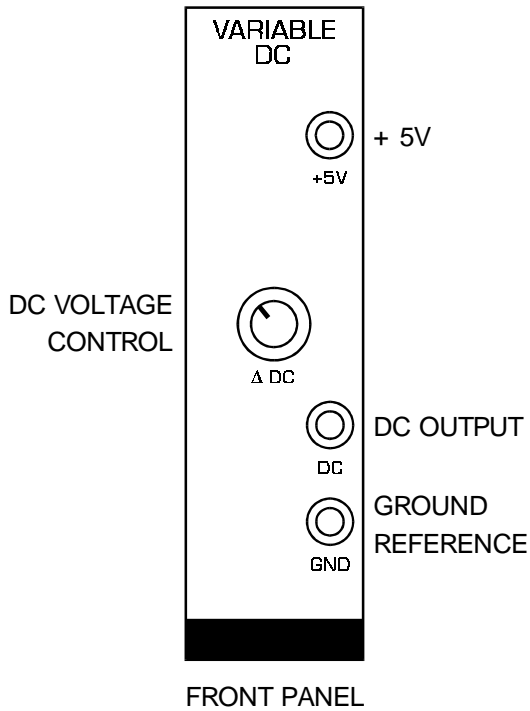 VARIABLE
DC
+ 5V
+5V
DC VOLTAGE
CONTROL
Δ DC
DC OUTPUT
DC
GROUND
REFERENCE
GND
FRONT PANEL